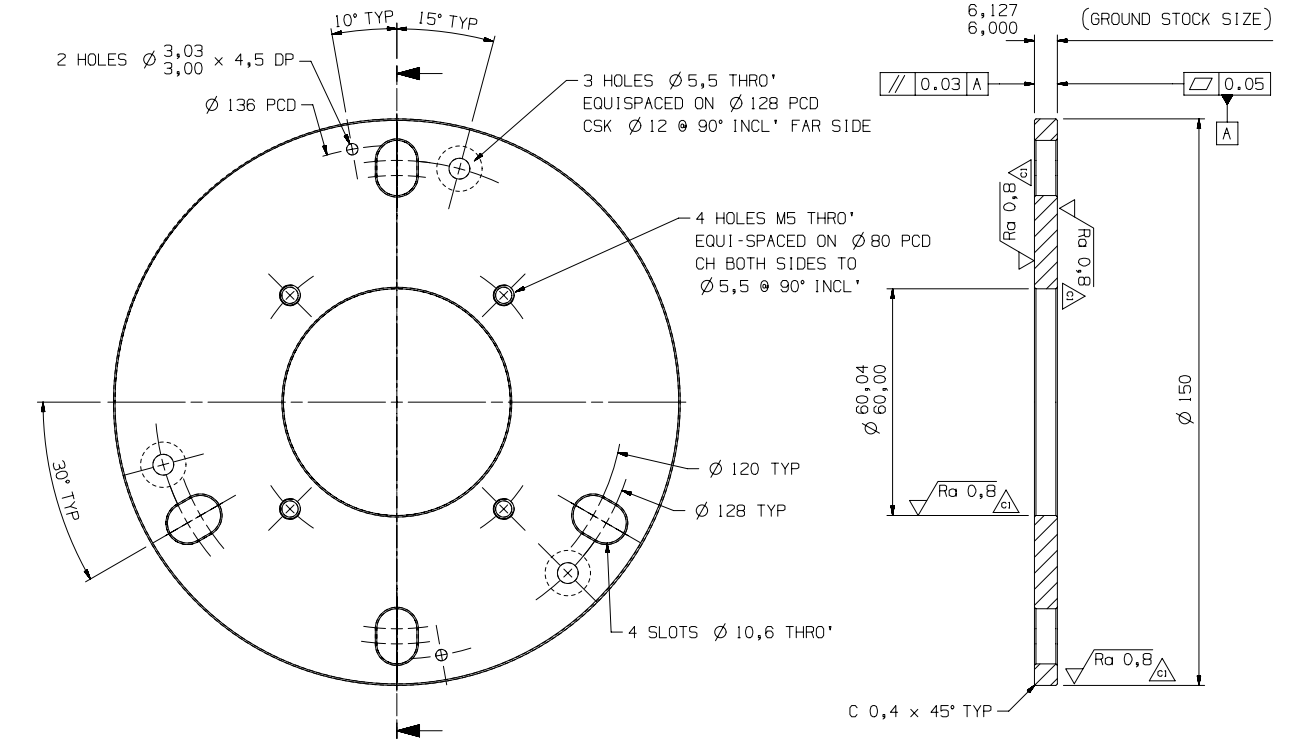 10° TYP
15° TYP
2 HOLES Ø 3,03
3,00 × 4,5 DP
Ø 136 PCD
3 HOLES Ø 5,5 THRO'
EQUISPACED ON Ø 128 PCD
CSK Ø 12 @ 90° INCL' FAR SIDE
4 HOLES M5 THRO'
EQUI-SPACED ON Ø 80 PCD
CH BOTH SIDES TO
Ø 5,5 @ 90° INCL'
30° TYP
Ø 120 TYP
Ø 128 TYP
4 SLOTS Ø 10,6 THRO'
6,127
6,000
(GROUND STOCK SIZE)
// 0.03 A
⏥ 0.05
A
Ra 0,8 C1
Ra 0,8 C1
Ø 60,04
60,00
Ø 150
Ra 0,8 C1
Ra 0,8 C1
C 0,4 × 45° TYP